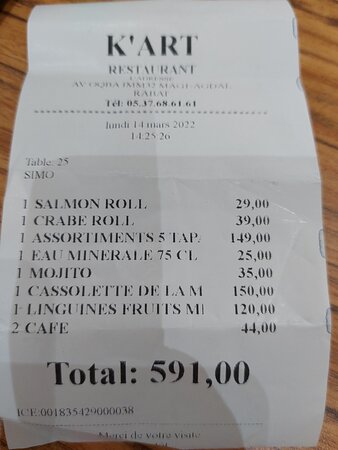 K'ART
RESTAURANT
L'ADRESSE
AV OQBA IMM32 MAG1-AGDAL
RABAT
Tél: 05.37.68.61.61
lundi 14 mars 2022
14:25:26
Table: 25
SIMO
1 SALMON ROLL 29,00
1 CRABE ROLL 39,00
1 ASSORTIMENTS 5 TAP. 149,00
1 EAU MINERALE 75 CL 25,00
1 MOJITO 35,00
1 CASSOLETTE DE LA M 150,00
1 LINGUINES FRUITS MI 120,00
2 CAFE 44,00
Total: 591,00
ICE:001835429000038
Merci de votre visite